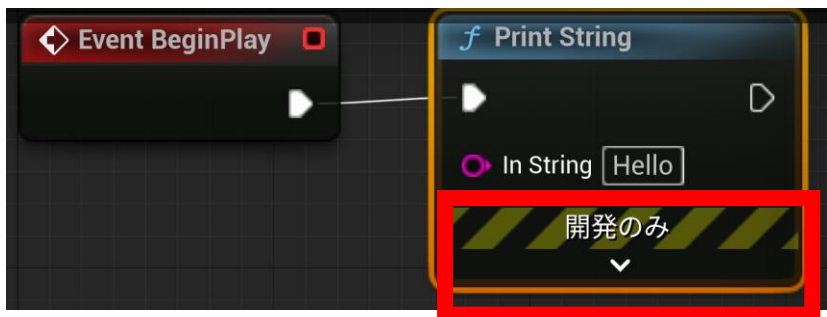 Event BeginPlay
f Print String
In String Hello
開発のみ